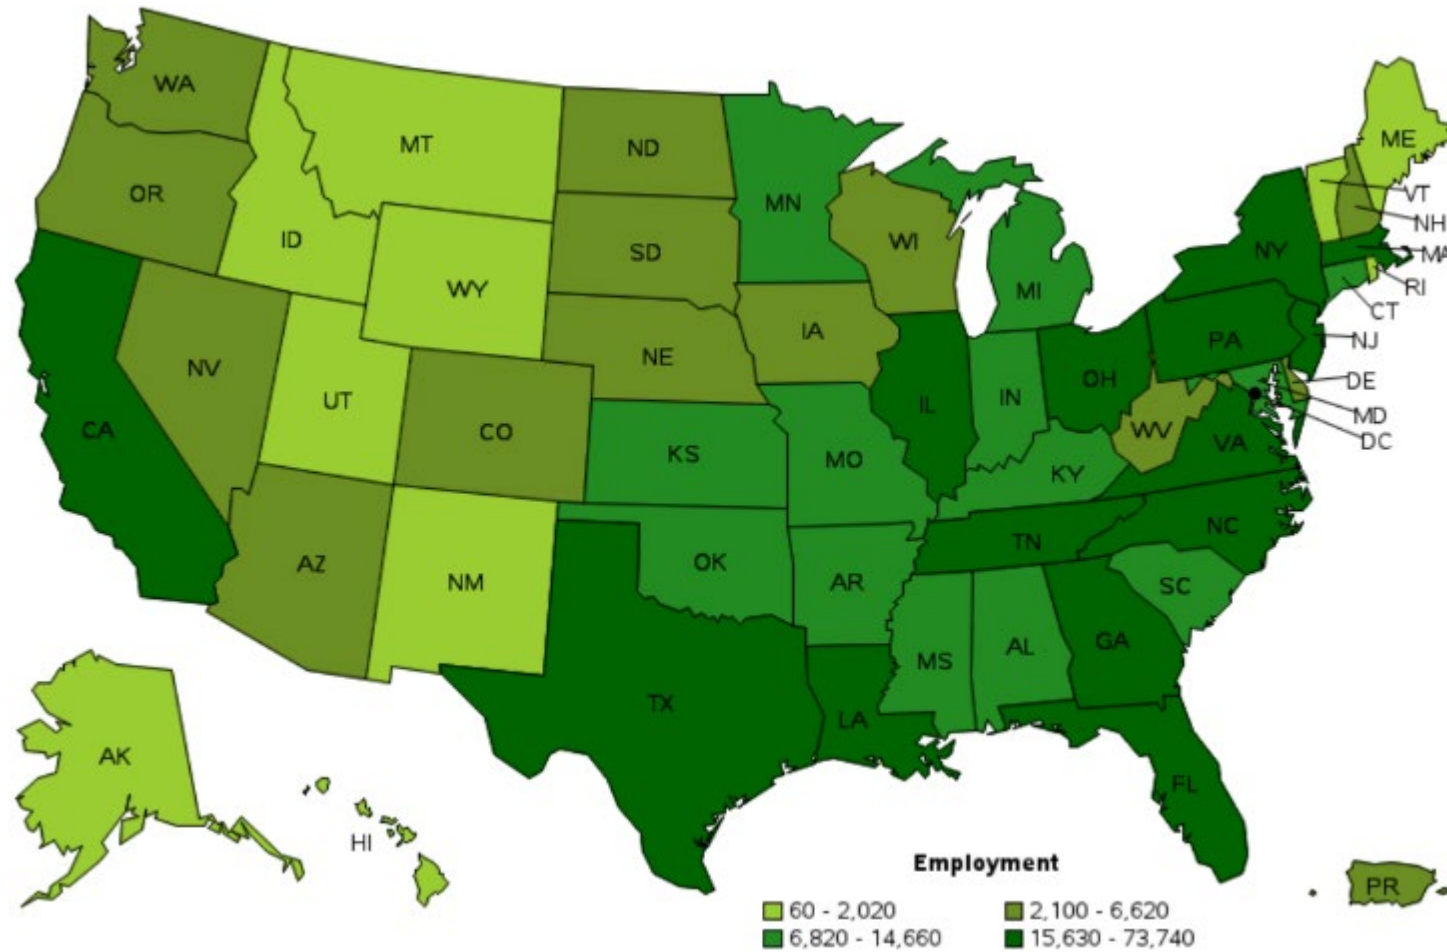 WA
MT
ND
MN
ME
VT
NH
MA
RI
CT
OR
ID
SD
WI
NY
MI
WY
IA
PA
NJ
NV
NE
OH
DE
MD
DC
UT
CO
IL
IN
WV
VA
CA
KS
MO
KY
AZ
NM
OK
AR
TN
NC
SC
MS
AL
GA
TX
LA
FL
AK
HI
PR
Employment
60 - 2,020
2,100 - 6,620
6,820 - 14,660
15,630 - 73,740